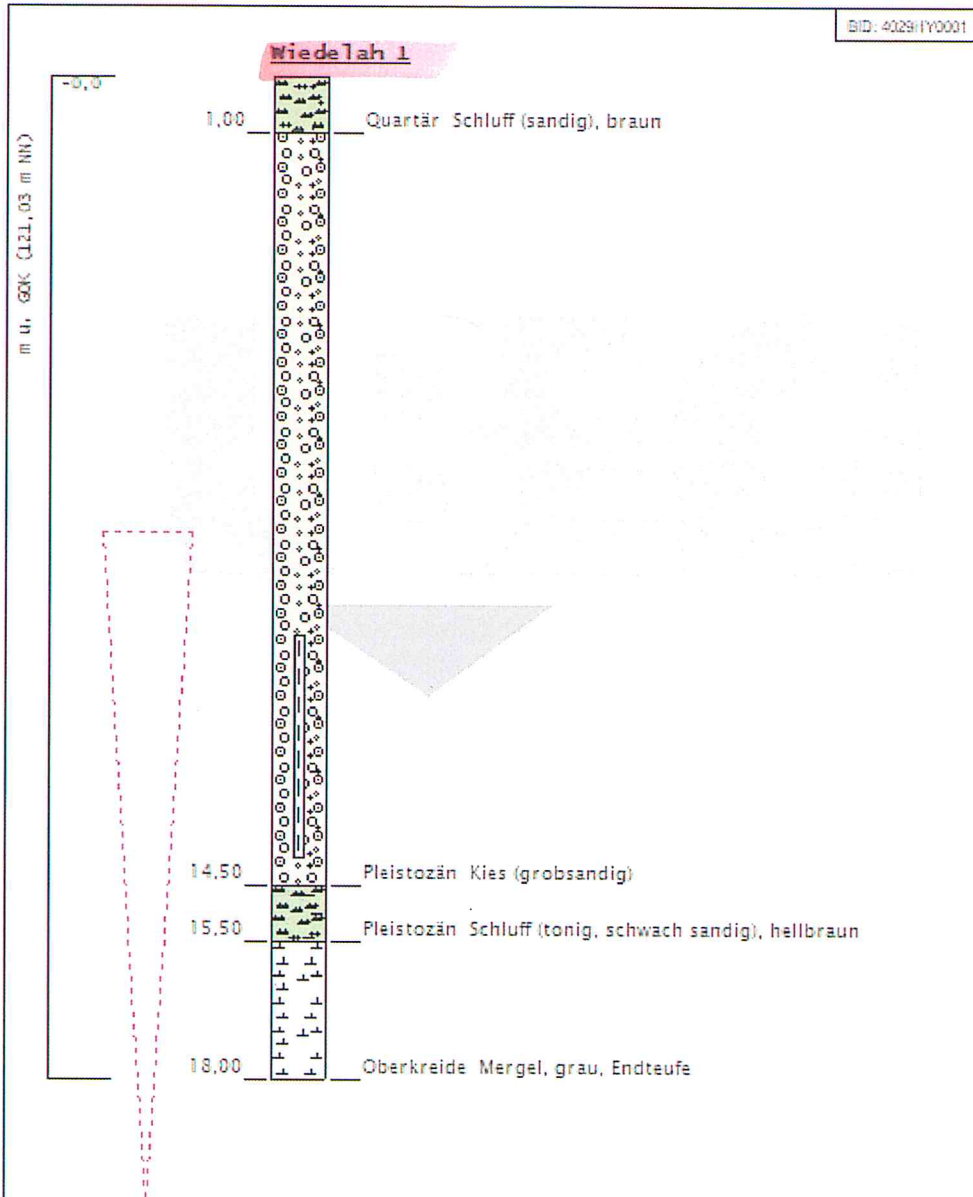 BID: 4029HY0001
Wiedelah 1
-0,0
m u. GOK (121,03 m NN)
1,00 Quartär Schluff (sandig), braun
14,50 Pleistozän Kies (grobsandig)
15,50 Pleistozän Schluff (tonig, schwach sandig), hellbraun
18,00 Oberkreide Mergel, grau, Endteufe